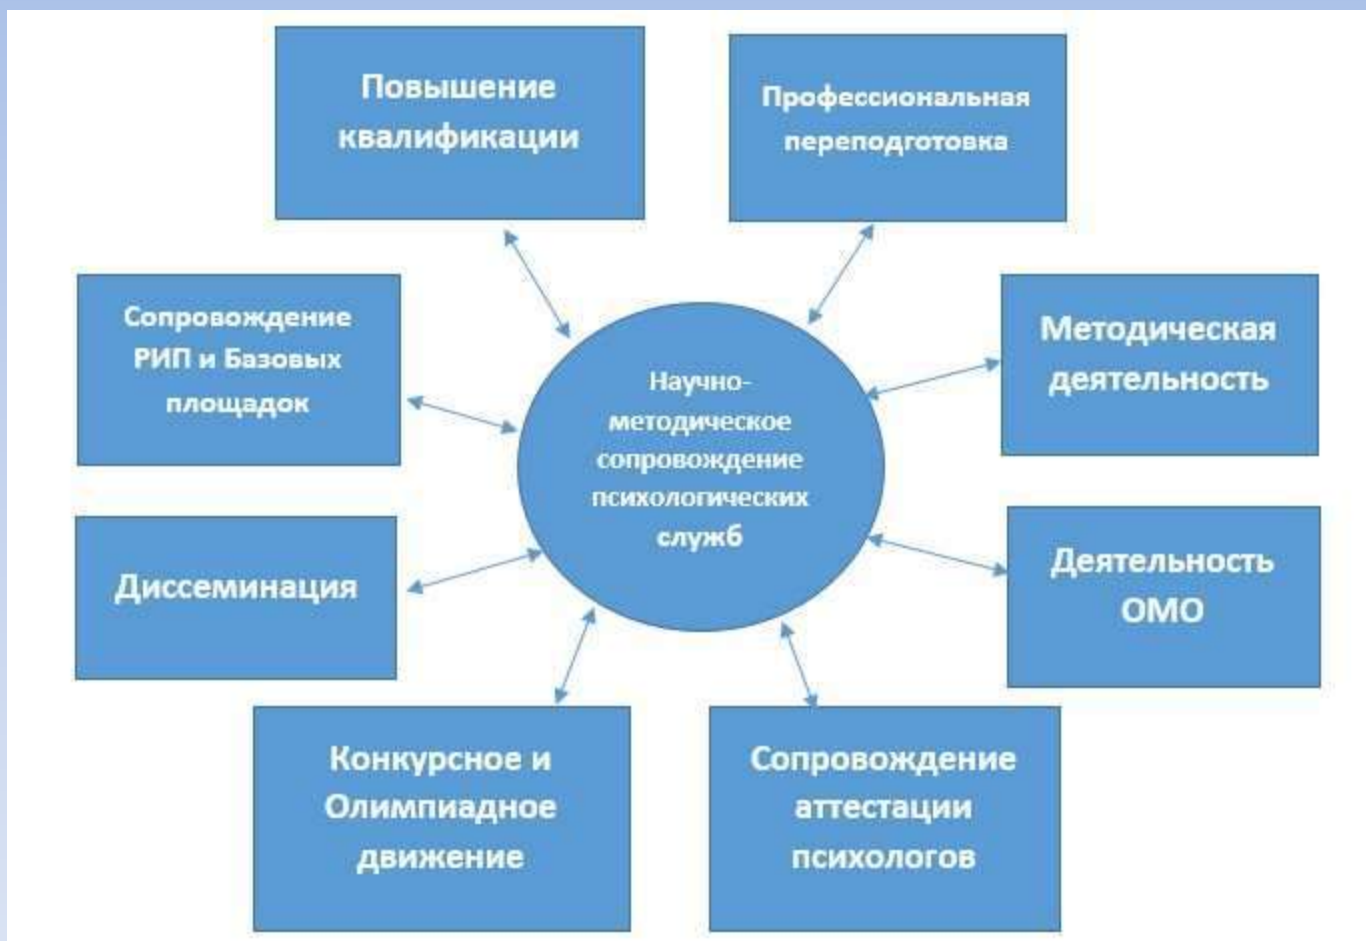 Повышение
квалификации
Профессиональная
переподготовка
Сопровождение
РИП и Базовых
площадок
Научно-
методическое
сопровождение
психологических
служб
Методическая
деятельность
Диссеминация
Деятельность
ОМО
Конкурсное и
Олимпиадное
движение
Сопровождение
аттестации
психологов